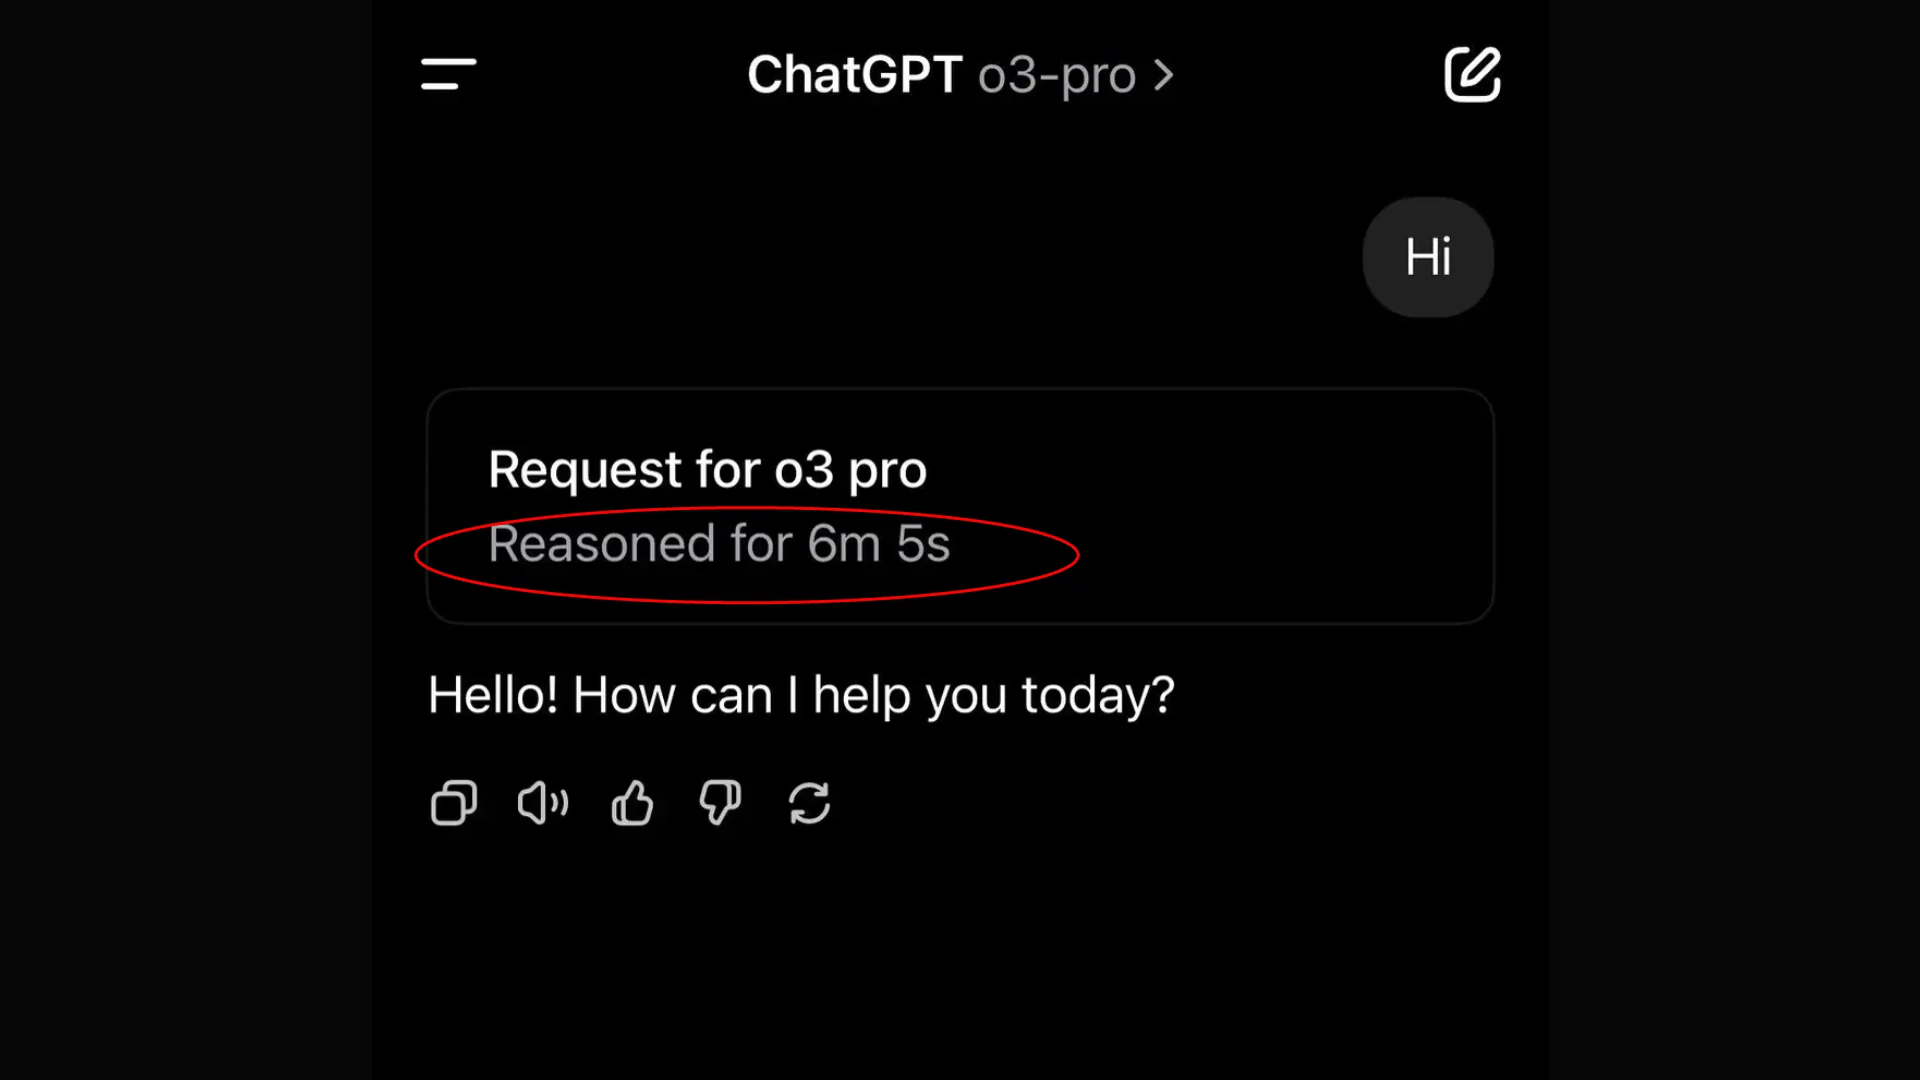 ChatGPT o3-pro >
Hi
Request for o3 pro
Reasoned for 6m 5s
Hello! How can I help you today?